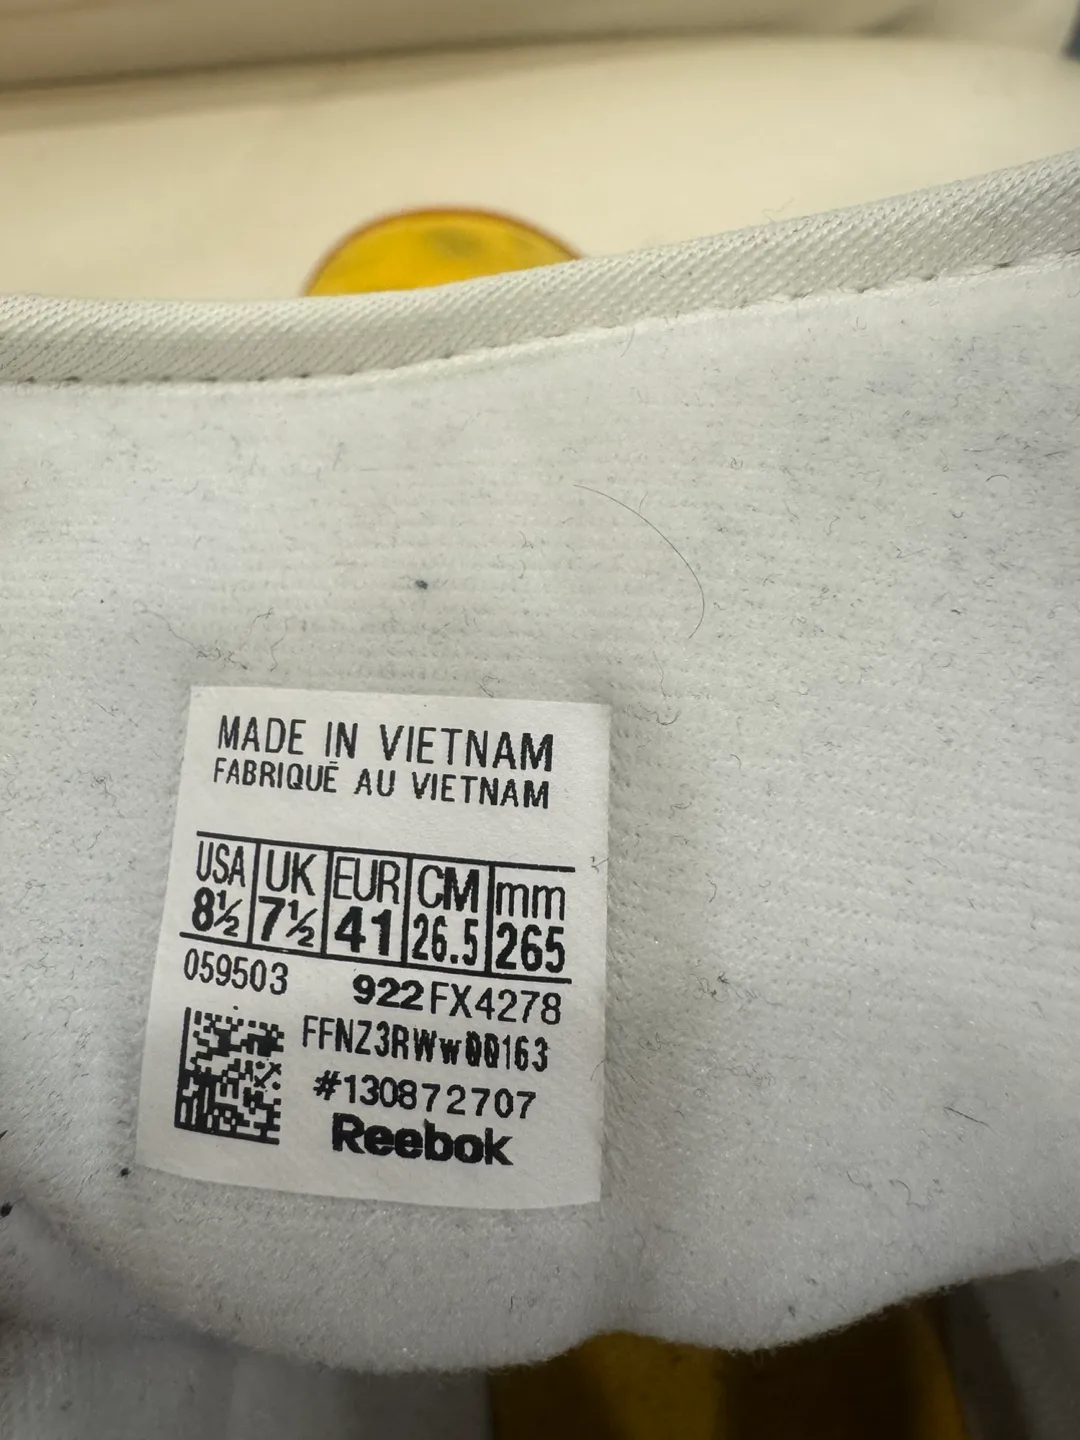 MADE IN VIETNAM
FABRIQUÉ AU VIETNAM
USA UK EUR CM mm
8½ 7½ 41 26.5 265
059503 922 FX4278
FFNZ3RWw00163
#130872707
Reebok